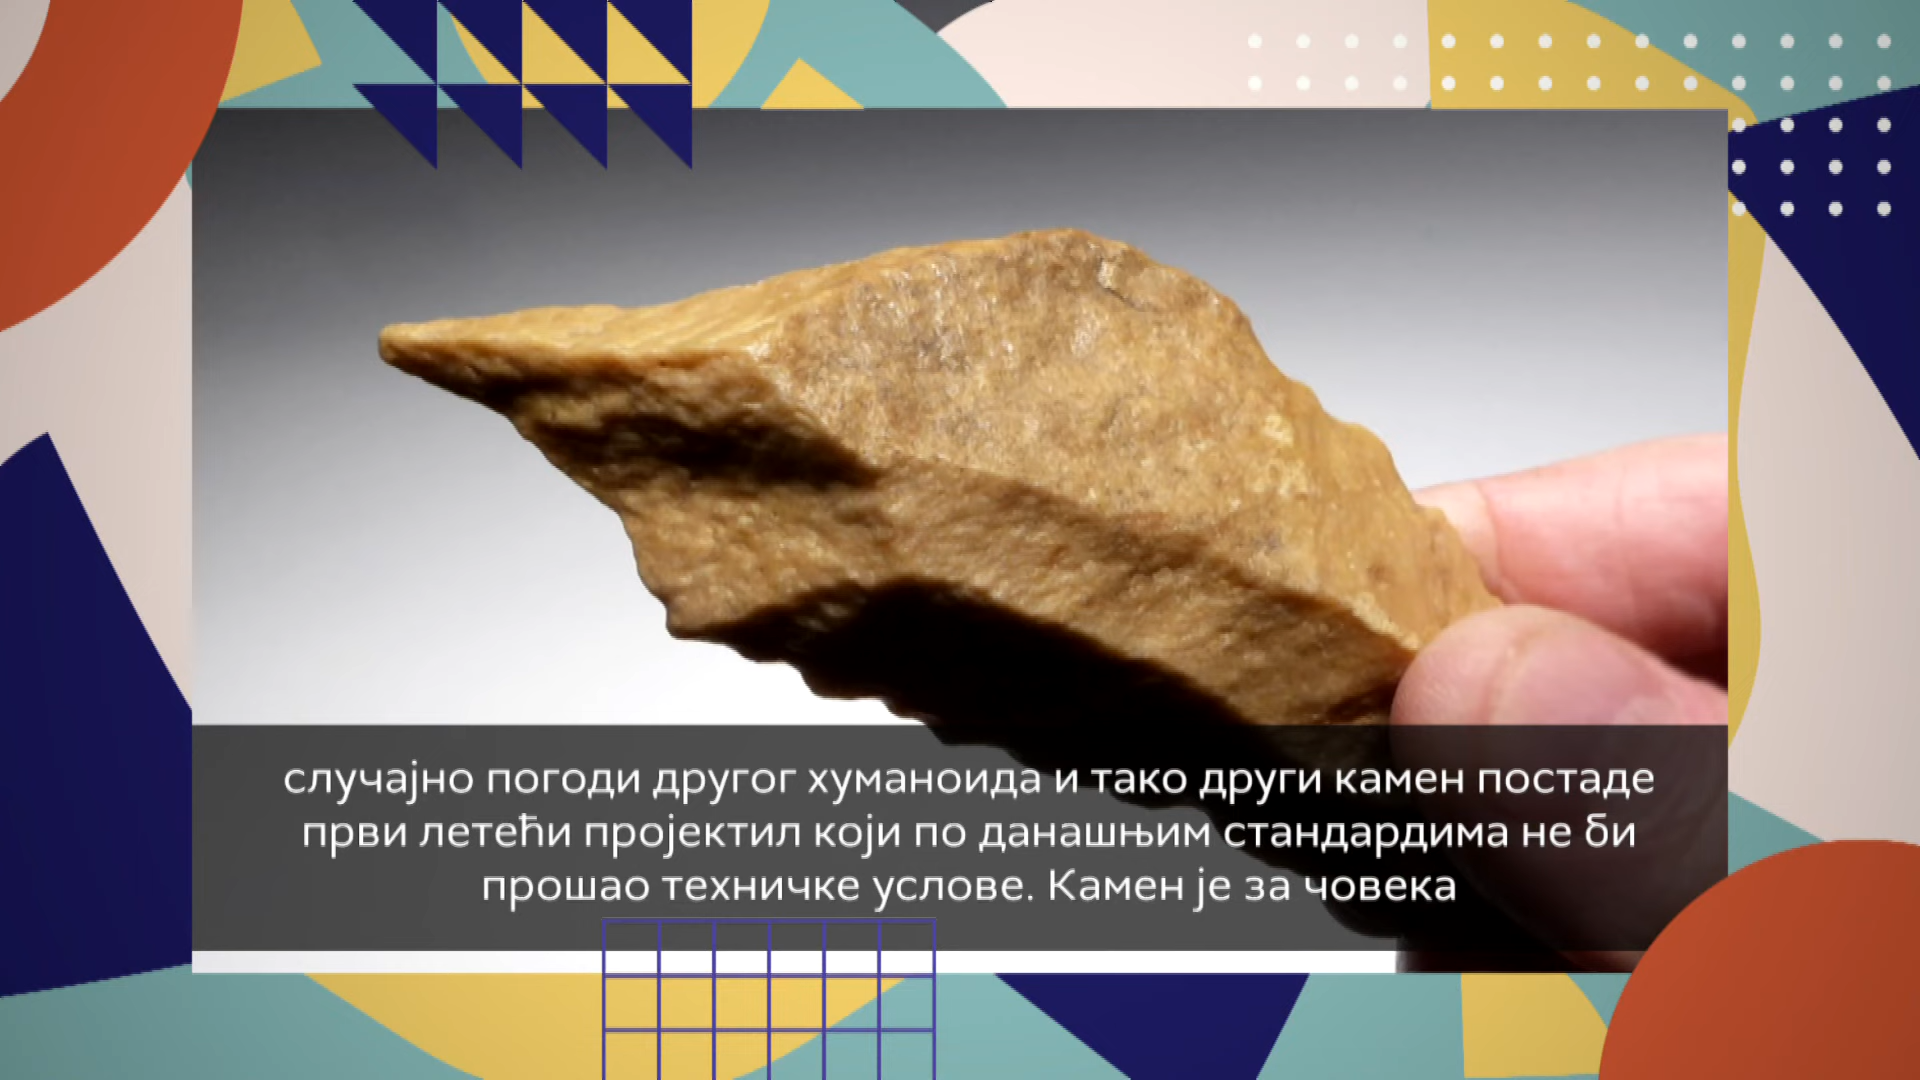 случајно погоди другог хуманоида и тако други камен постаде
први летећи пројектил који по данашњим стандардима не би
прошао техничке услове. Камен је за човека